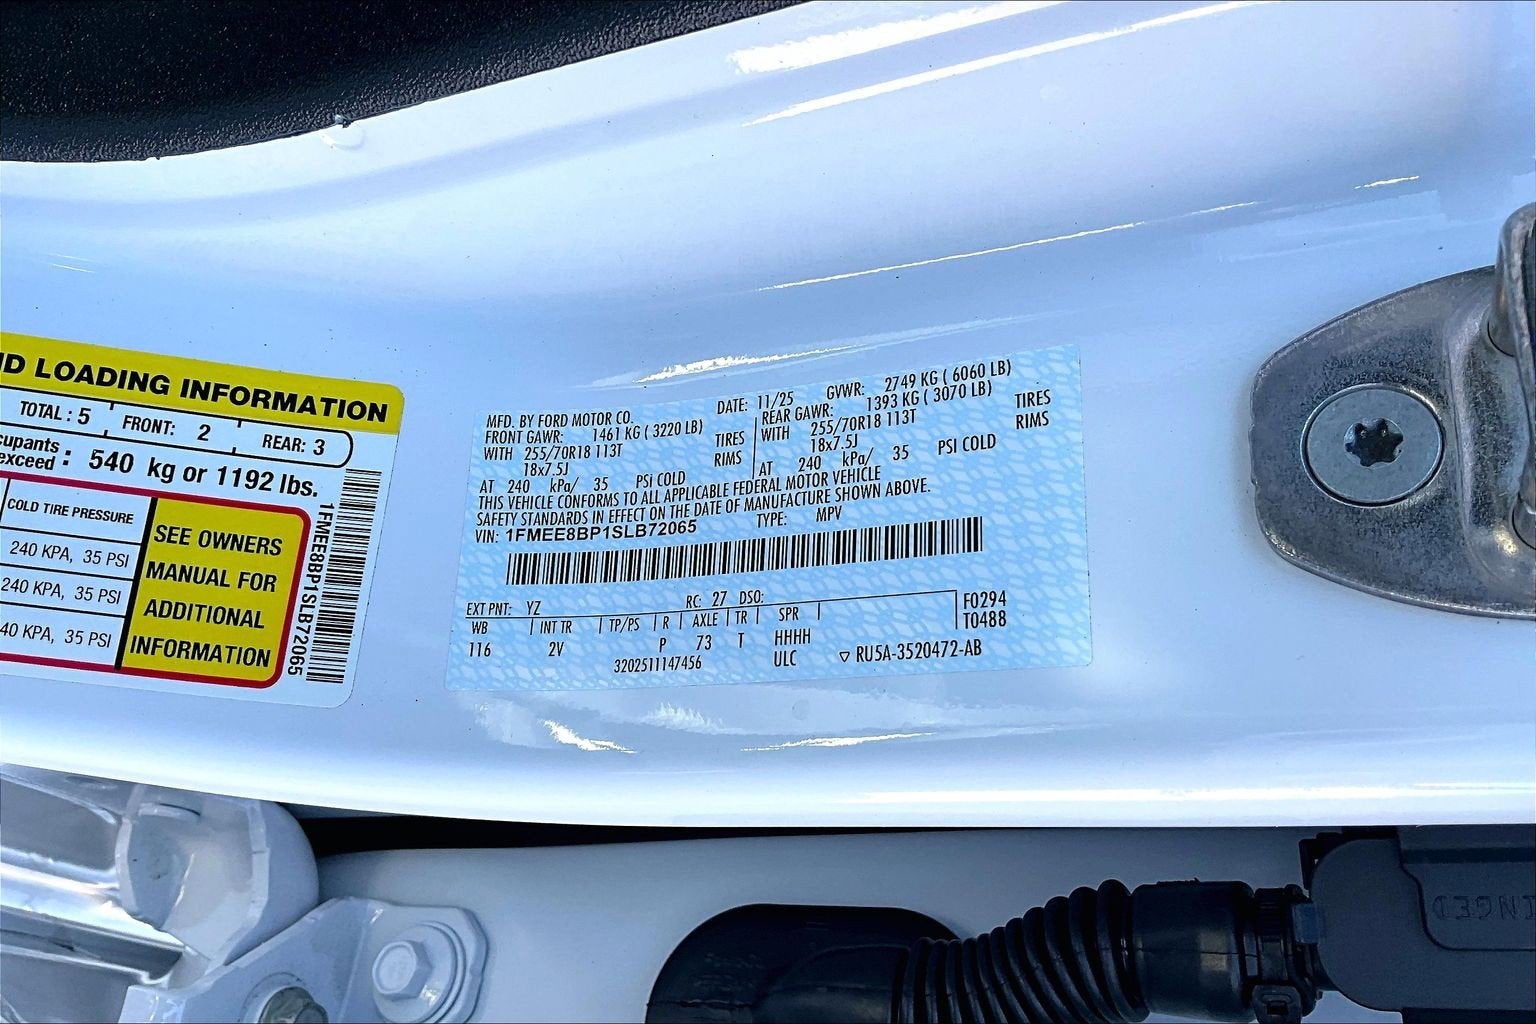 ND LOADING INFORMATION
TOTAL: 5 FRONT: 2 REAR: 3
cupants
exceed : 540 kg or 1192 lbs.
COLD TIRE PRESSURE
240 KPA, 35 PSI
240 KPA, 35 PSI
40 KPA, 35 PSI
SEE OWNERS
MANUAL FOR
ADDITIONAL
INFORMATION
1FMEE8BP1SLB72065
MFD. BY FORD MOTOR CO. DATE: 11/25 GVWR: 2749 KG ( 6060 LB)
FRONT GAWR: 1461 KG ( 3220 LB) REAR GAWR: 1393 KG ( 3070 LB)
WITH 255/70R18 113T TIRES WITH 255/70R18 113T TIRES
18x7.5J RIMS 18x7.5J RIMS
AT 240 kPa/ 35 PSI COLD AT 240 kPa/ 35 PSI COLD
THIS VEHICLE CONFORMS TO ALL APPLICABLE FEDERAL MOTOR VEHICLE
SAFETY STANDARDS IN EFFECT ON THE DATE OF MANUFACTURE SHOWN ABOVE.
VIN: 1FMEE8BP1SLB72065 TYPE: MPV
EXT PNT: YZ RC: 27 DSO: F0294
WB INT TR TP/PS R AXLE TR SPR T0488
116 2V P 73 T HHHH
3202511147456 ULC ▽ RU5A-3520472-AB